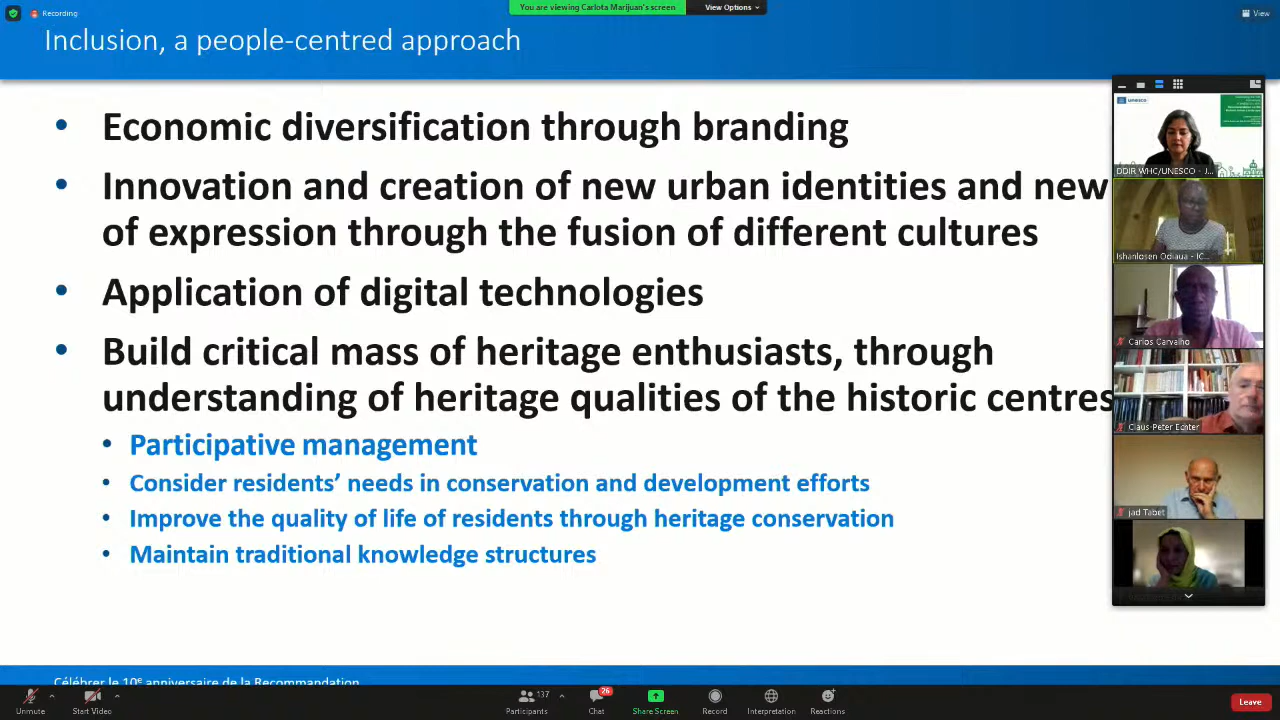 Recording
You are viewing Carlota Marijuan's screen
View Options
View
Inclusion, a people-centred approach
• Economic diversification through branding
• Innovation and creation of new urban identities and new
of expression through the fusion of different cultures
• Application of digital technologies
• Build critical mass of heritage enthusiasts, through
understanding of heritage qualities of the historic centres
• Participative management
• Consider residents' needs in conservation and development efforts
• Improve the quality of life of residents through heritage conservation
• Maintain traditional knowledge structures
UNESCO
DDIR WHC/UNESCO - J...
Ishanlosen Odiaua - IC...
Carlos Carvalho
Claus-Peter Echter
jad Tabet
Célébrer le 10e anniversaire de la Recommandation
Unmute
Start Video
137
Participants
26
Chat
Share Screen
Record
Interpretation
Reactions
Leave